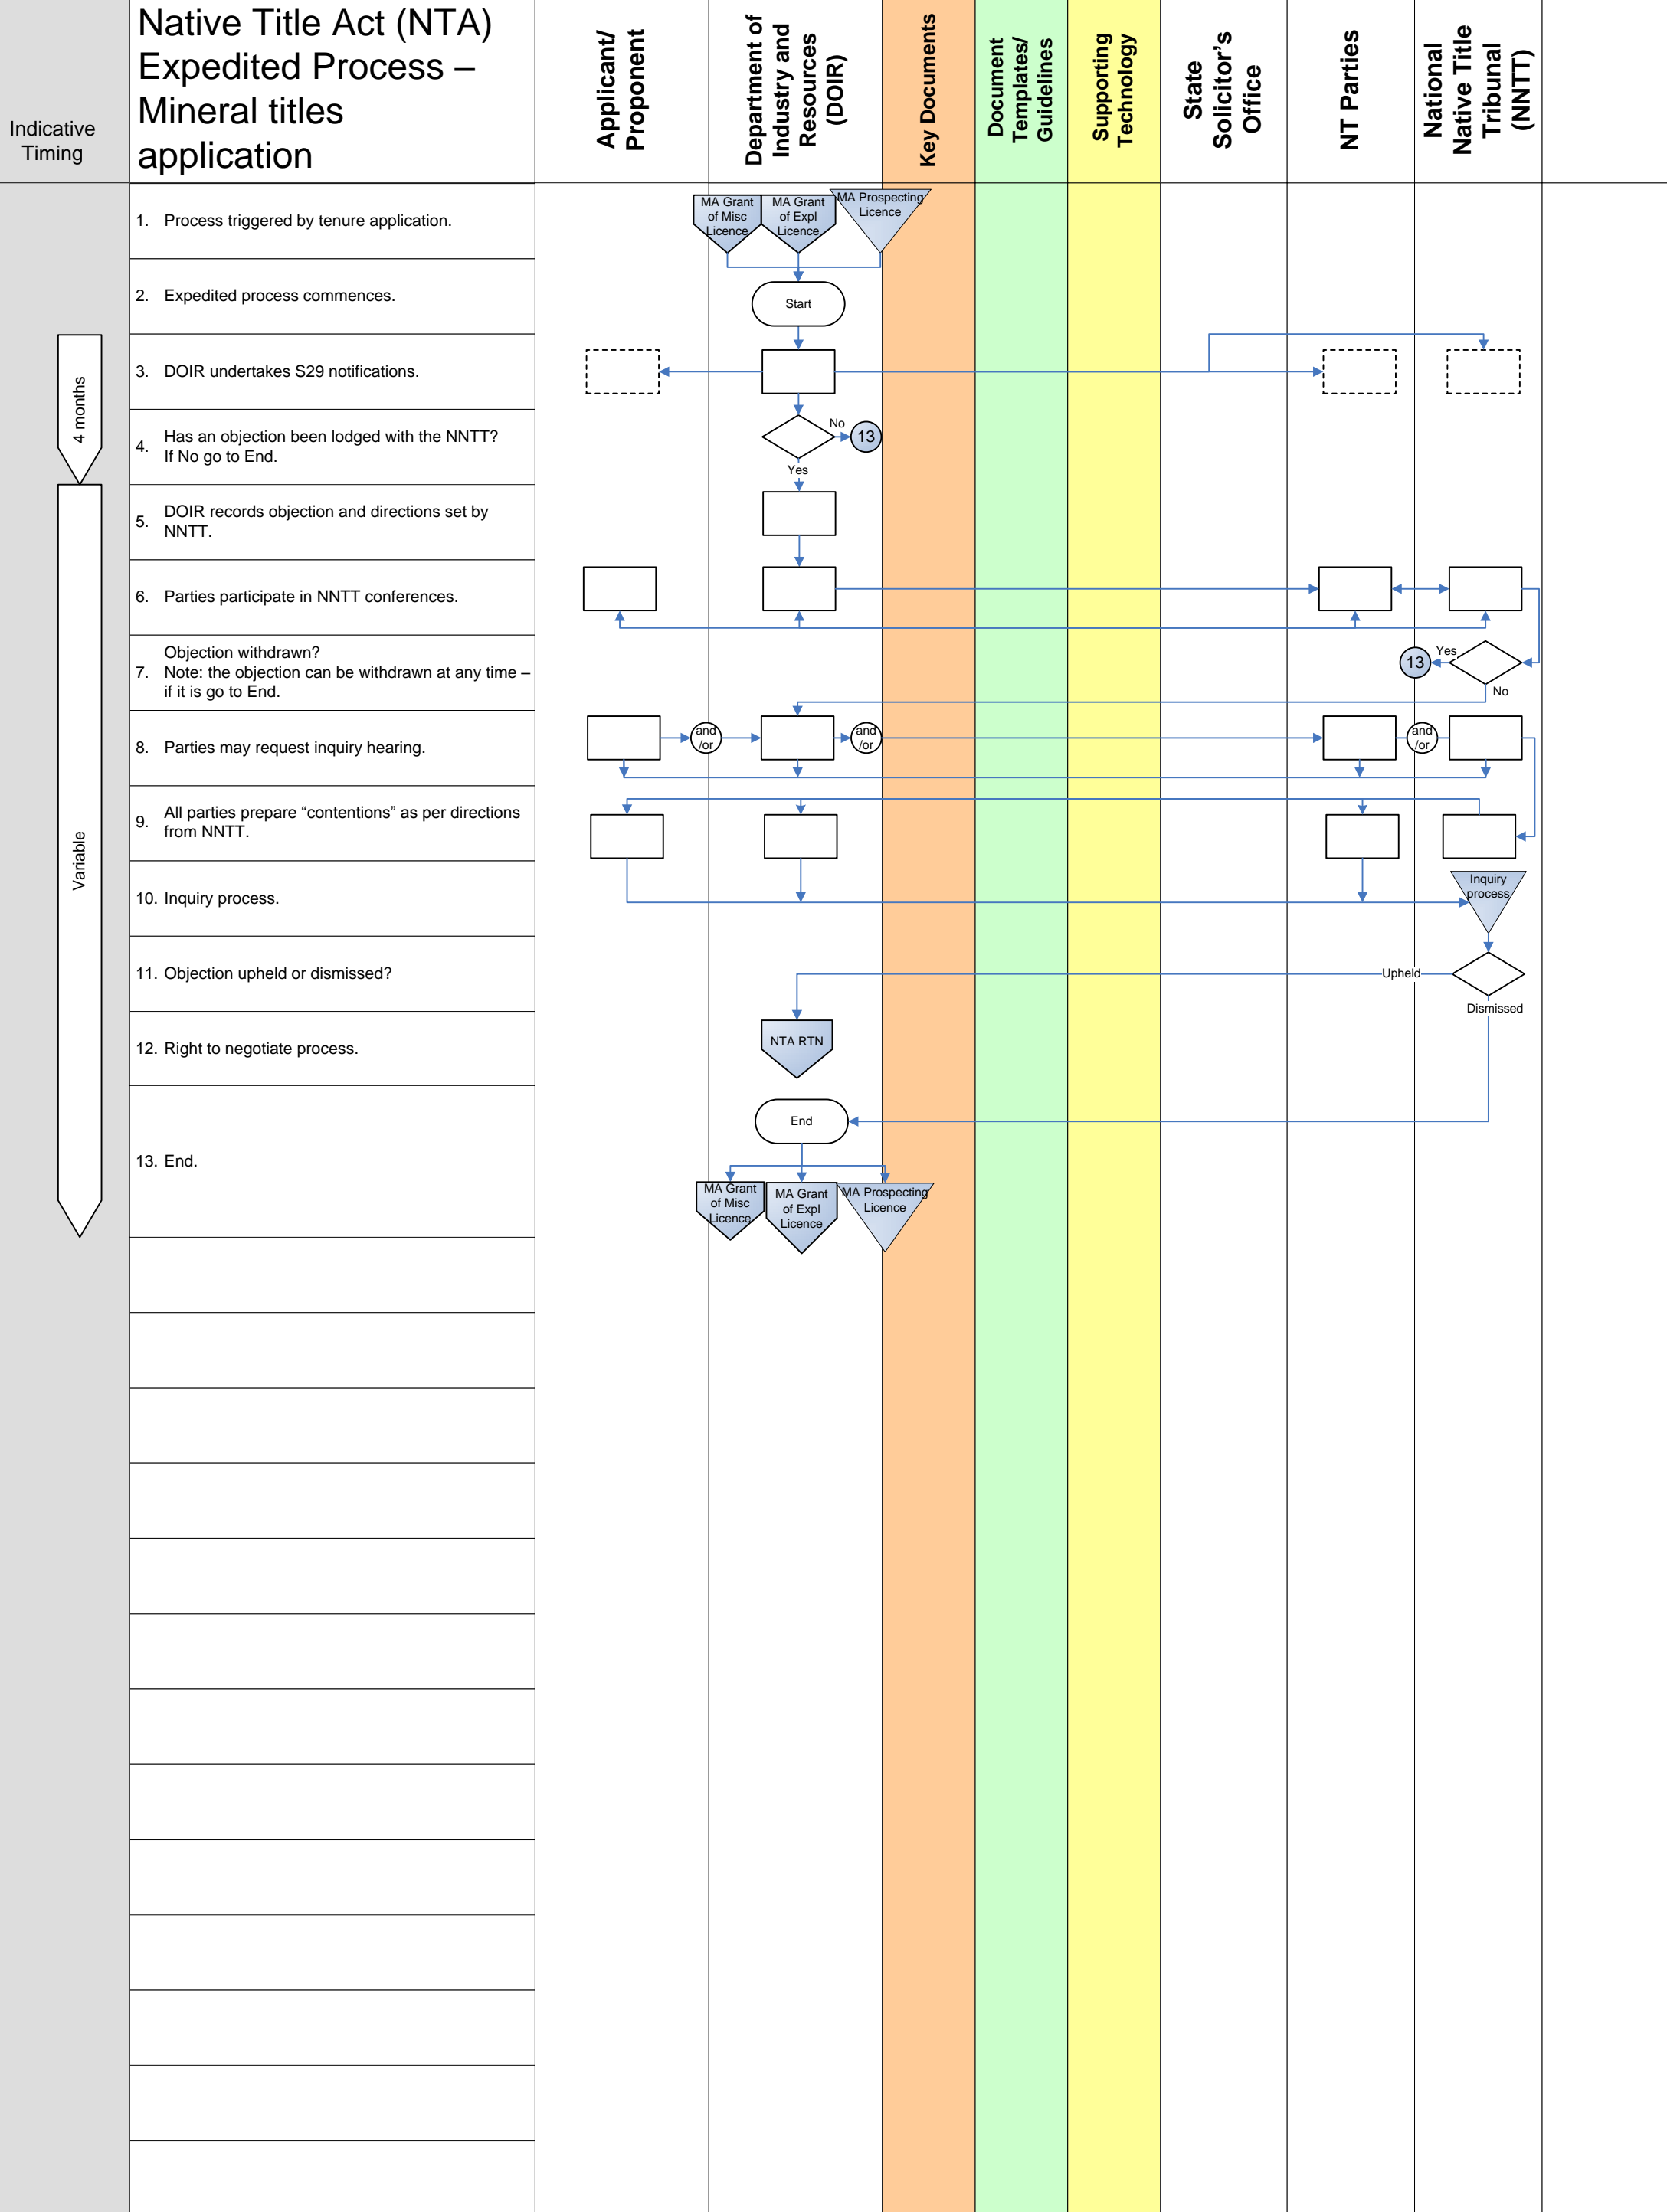 Indicative
Timing
Native Title Act (NTA)
Expedited Process –
Mineral titles
application
Applicant/
Proponent
Department of
Industry and
Resources
(DOIR)
Key Documents
Document
Templates/
Guidelines
Supporting
Technology
State
Solicitor's
Office
NT Parties
National
Native Title
Tribunal
(NNTT)
1. Process triggered by tenure application.
MA Grant
of Misc
Licence
MA Grant
of Expl
Licence
MA Prospecting
Licence
2. Expedited process commences.
Start
4 months
3. DOIR undertakes S29 notifications.
4. Has an objection been lodged with the NNTT?
If No go to End.
No
13
Yes
Variable
5. DOIR records objection and directions set by
NNTT.
6. Parties participate in NNTT conferences.
Objection withdrawn?
7. Note: the objection can be withdrawn at any time –
if it is go to End.
13
Yes
No
8. Parties may request inquiry hearing.
and
/or
and
/or
and
/or
9. All parties prepare “contentions” as per directions
from NNTT.
10. Inquiry process.
Inquiry
process
11. Objection upheld or dismissed?
Upheld
Dismissed
12. Right to negotiate process.
NTA RTN
13. End.
End
MA Grant
of Misc
Licence
MA Grant
of Expl
Licence
MA Prospecting
Licence